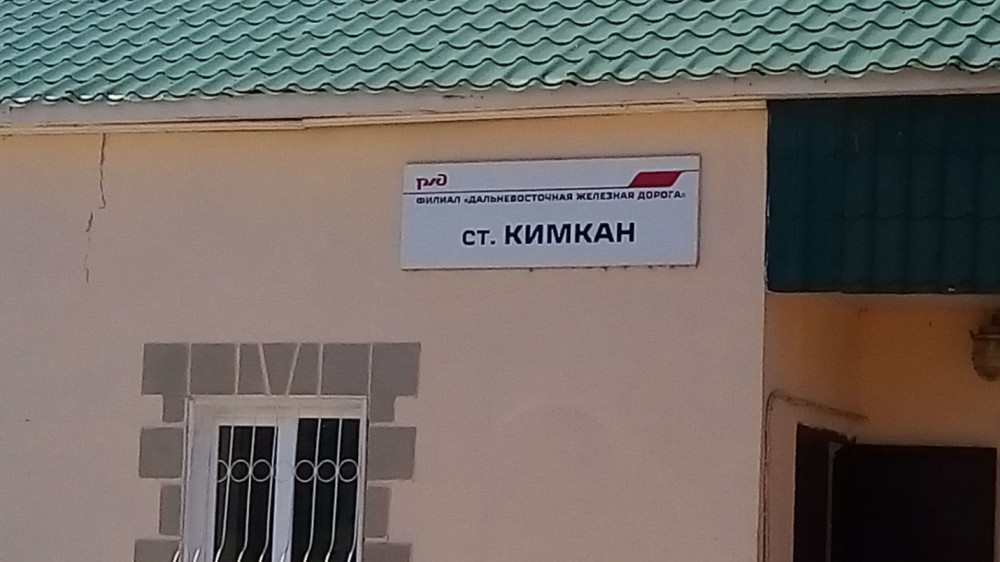 РЖД
ФИЛИАЛ «ДАЛЬНЕВОСТОЧНАЯ ЖЕЛЕЗНАЯ ДОРОГА»
ст. КИМКАН